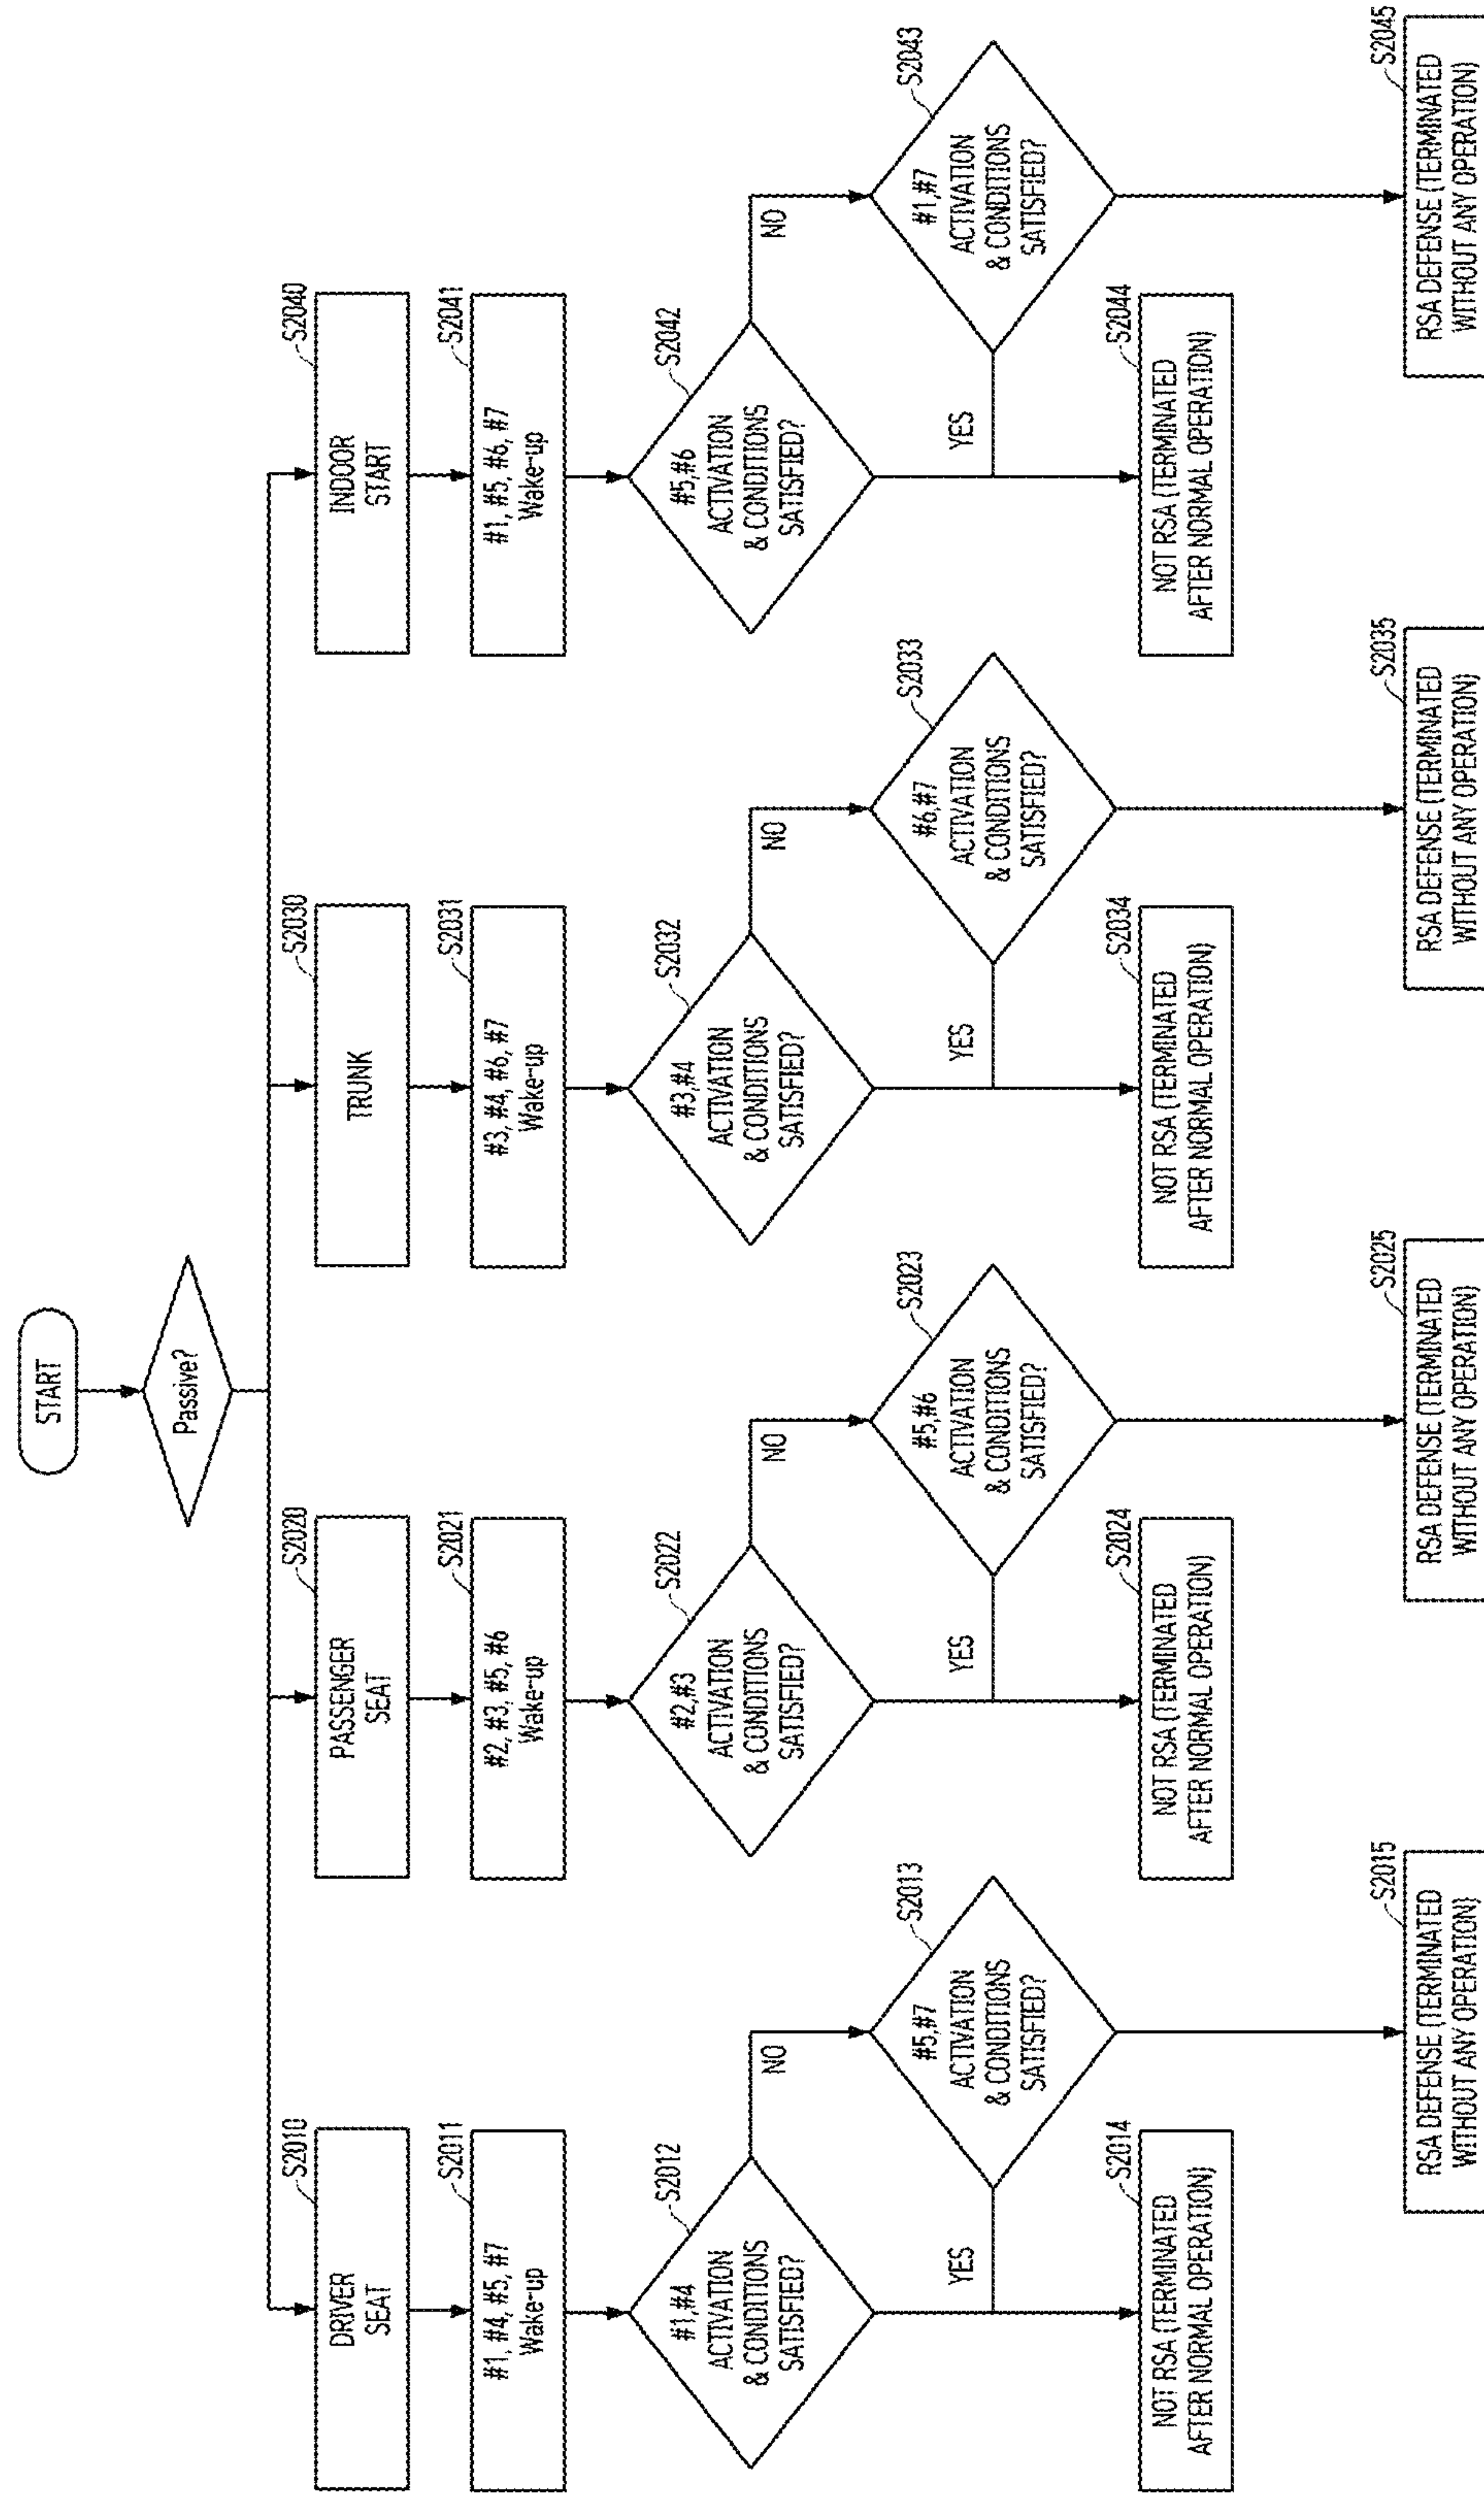 START
Passive?
S2010
DRIVER
SEAT
S2011
#1, #4, #5, #7
Wake-up
S2012
#1,#4
ACTIVATION
& CONDITIONS
SATISFIED?
NO
S2013
#5,#7
ACTIVATION
& CONDITIONS
SATISFIED?
YES
S2014
NOT RSA (TERMINATED
AFTER NORMAL OPERATION)
S2015
RSA DEFENSE (TERMINATED
WITHOUT ANY OPERATION)
S2020
PASSENGER
SEAT
S2021
#2, #3, #5, #6
Wake-up
S2022
#2,#3
ACTIVATION
& CONDITIONS
SATISFIED?
NO
S2023
#5,#6
ACTIVATION
& CONDITIONS
SATISFIED?
YES
S2024
NOT RSA (TERMINATED
AFTER NORMAL OPERATION)
S2025
RSA DEFENSE (TERMINATED
WITHOUT ANY OPERATION)
S2030
TRUNK
S2031
#3, #4, #6, #7
Wake-up
S2032
#3,#4
ACTIVATION
& CONDITIONS
SATISFIED?
NO
S2033
#6,#7
ACTIVATION
& CONDITIONS
SATISFIED?
YES
S2034
NOT RSA (TERMINATED
AFTER NORMAL OPERATION)
S2035
RSA DEFENSE (TERMINATED
WITHOUT ANY OPERATION)
S2040
INDOOR
START
S2041
#1, #5, #6, #7
Wake-up
S2042
#5,#6
ACTIVATION
& CONDITIONS
SATISFIED?
NO
S2043
#1,#7
ACTIVATION
& CONDITIONS
SATISFIED?
YES
S2044
NOT RSA (TERMINATED
AFTER NORMAL OPERATION)
S2045
RSA DEFENSE (TERMINATED
WITHOUT ANY OPERATION)